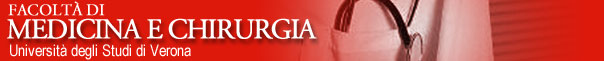 FACOLTÀ DI
MEDICINA E CHIRURGIA
Università degli Studi di Verona